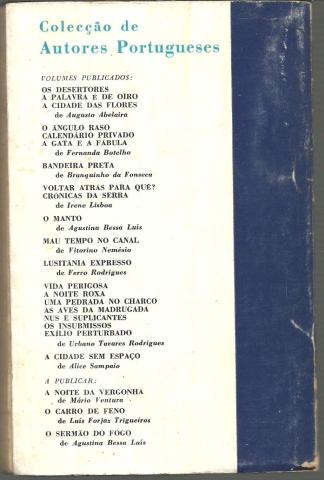 Colecção de
Autores Portugueses
VOLUMES PUBLICADOS:
OS DESERTORES
A PALAVRA É DE OIRO
A CIDADE DAS FLORES
de Augusto Abelaira
O ÂNGULO RASO
CALENDÁRIO PRIVADO
A GATA E A FÁBULA
de Fernanda Botelho
BANDEIRA PRETA
de Branquinho da Fonseca
VOLTAR ATRÁS PARA QUÊ?
CRÓNICAS DA SERRA
de Irene Lisboa
O MANTO
de Agustina Bessa Luís
MAU TEMPO NO CANAL
de Vitorino Nemésio
LUSITÂNIA EXPRESSO
de Ferro Rodrigues
VIDA PERIGOSA
A NOITE ROXA
UMA PEDRADA NO CHARCO
AS AVES DA MADRUGADA
NUS E SUPLICANTES
OS INSUBMISSOS
EXÍLIO PERTURBADO
de Urbano Tavares Rodrigues
A CIDADE SEM ESPAÇO
de Alice Sampaio
A PUBLICAR:
A NOITE DA VERGONHA
de Mário Ventura
O CARRO DE FENO
de Luís Forjaz Trigueiros
O SERMÃO DO FOGO
de Agustina Bessa Luís